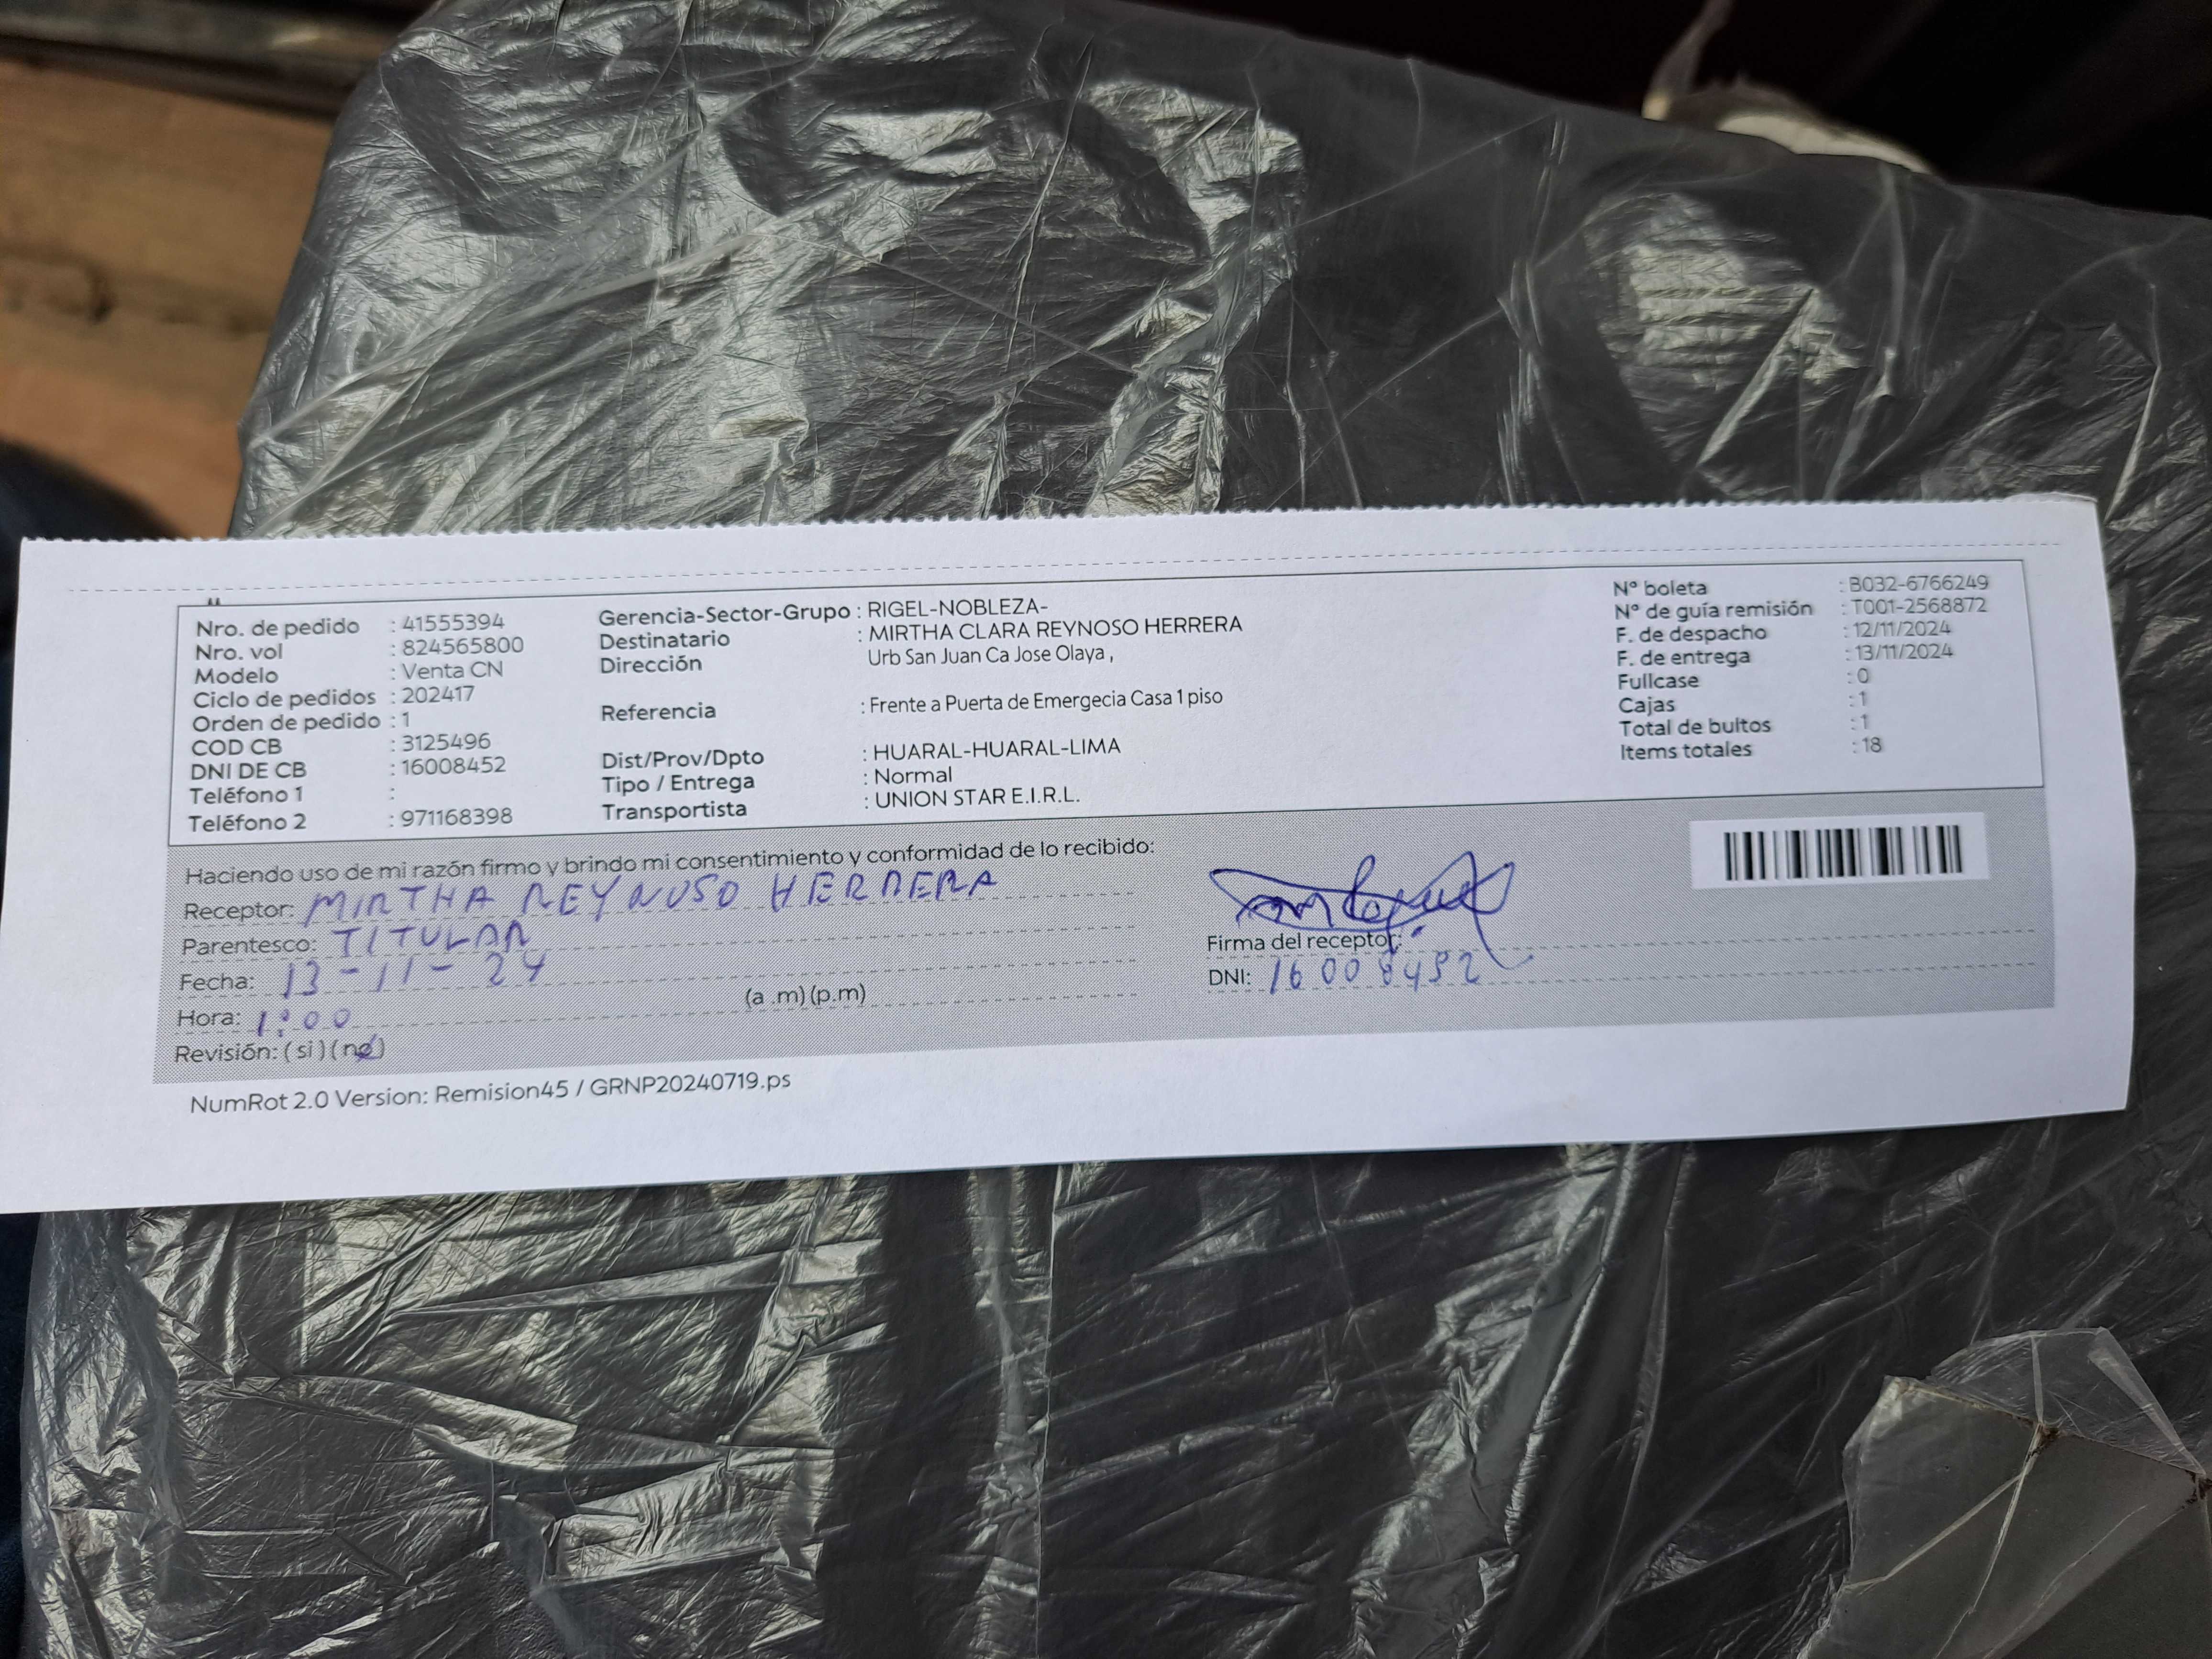 Nro. de pedido : 41555394
Nro. vol : 824565800
Modelo : Venta CN
Ciclo de pedidos : 202417
Orden de pedido : 1
COD CB : 3125496
DNI DE CB : 16008452
Teléfono 1 :
Teléfono 2 : 971168398
Gerencia-Sector-Grupo : RIGEL-NOBLEZA-
Destinatario : MIRTHA CLARA REYNOSO HERRERA
Dirección Urb San Juan Ca Jose Olaya ,
Referencia : Frente a Puerta de Emergecia Casa 1 piso
Dist/Prov/Dpto : HUARAL-HUARAL-LIMA
Tipo / Entrega : Normal
Transportista : UNION STAR E.I.R.L.
Nº boleta : B032-6766249
Nº de guía remisión : T001-2568872
F. de despacho : 12/11/2024
F. de entrega : 13/11/2024
Fullcase : 0
Cajas : 1
Total de bultos : 1
Items totales : 18
Haciendo uso de mi razón firmo y brindo mi consentimiento y conformidad de lo recibido:
Receptor: MIRTHA REYNOSO HERRERA
Parentesco: TITULAR
Fecha: 13-11-24
Hora: 1:00 (a .m) (p.m)
Revisión: ( si ) ( no )
Firma del receptor:
DNI: 16008452
NumRot 2.0 Version: Remision45 / GRNP20240719.ps